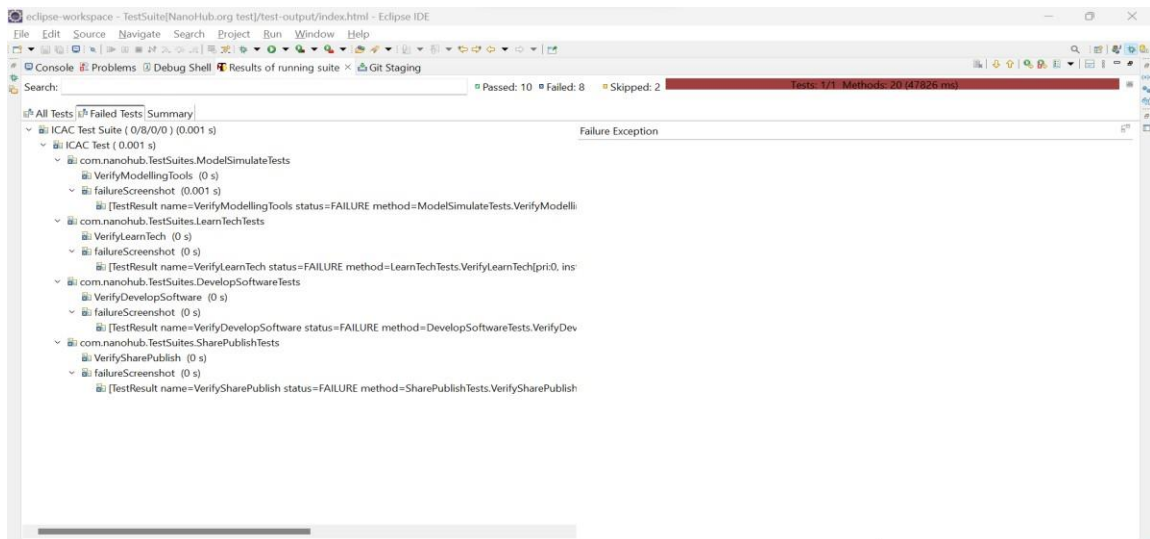 eclipse-workspace - TestSuite[NanoHub.org test]/test-output/index.html - Eclipse IDE
File Edit Source Navigate Search Project Run Window Help
Console Problems Debug Shell Results of running suite Git Staging
Search: Passed: 10 Failed: 8 Skipped: 2 Tests: 1/1 Methods: 20 (47826 ms)
All Tests Failed Tests Summary
ICAC Test Suite ( 0/8/0/0 ) (0.001 s) Failure Exception
ICAC Test ( 0.001 s)
com.nanohub.TestSuites.ModelSimulateTests
VerifyModellingTools (0 s)
failureScreenshot (0.001 s)
[TestResult name=VerifyModellingTools status=FAILURE method=ModelSimulateTests.VerifyModelli
com.nanohub.TestSuites.LearnTechTests
VerifyLearnTech (0 s)
failureScreenshot (0 s)
[TestResult name=VerifyLearnTech status=FAILURE method=LearnTechTests.VerifyLearnTech[pri:0, ins
com.nanohub.TestSuites.DevelopSoftwareTests
VerifyDevelopSoftware (0 s)
failureScreenshot (0 s)
[TestResult name=VerifyDevelopSoftware status=FAILURE method=DevelopSoftwareTests.VerifyDev
com.nanohub.TestSuites.SharePublishTests
VerifySharePublish (0 s)
failureScreenshot (0 s)
[TestResult name=VerifySharePublish status=FAILURE method=SharePublishTests.VerifySharePublish